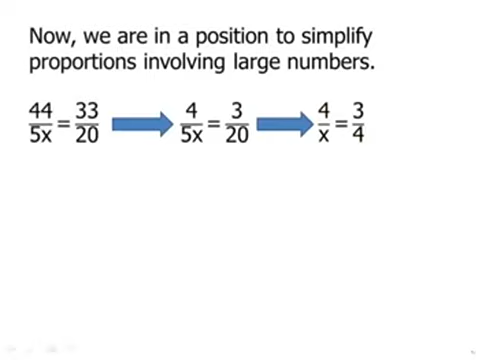 Now, we are in a position to simplify
proportions involving large numbers.
44/5x = 33/20 → 4/5x = 3/20 → 4/x = 3/4